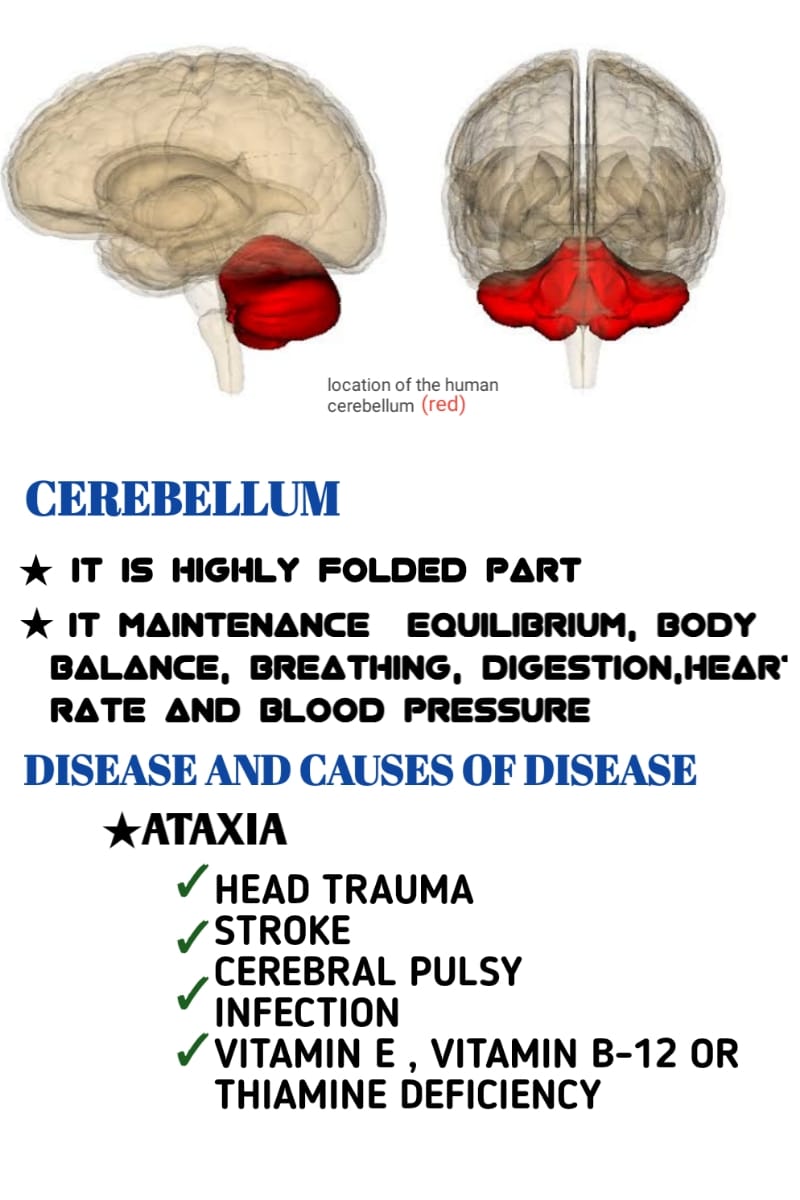 location of the human
cerebellum (red)
CEREBELLUM
★ IT IS HIGHLY FOLDED PART
★ IT MAINTENANCE EQUILIBRIUM, BODY
BALANCE, BREATHING, DIGESTION,HEART
RATE AND BLOOD PRESSURE
DISEASE AND CAUSES OF DISEASE
★ATAXIA
✓HEAD TRAUMA
✓STROKE
CEREBRAL PULSY
✓INFECTION
✓VITAMIN E , VITAMIN B-12 OR
THIAMINE DEFICIENCY